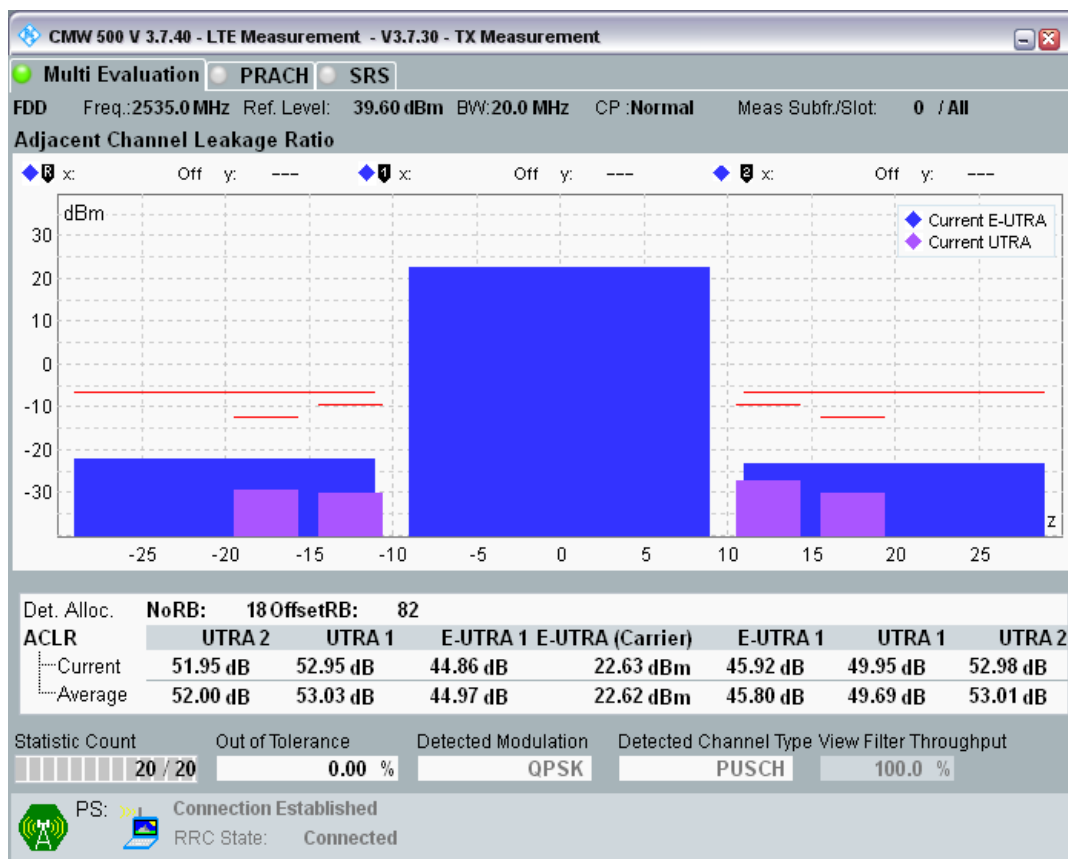 CMW 500 V 3.7.40 - LTE Measurement - V3.7.30 - TX Measurement
Multi Evaluation PRACH SRS
FDD Freq.:2535.0 MHz Ref. Level: 39.60 dBm BW:20.0 MHz CP :Normal Meas Subfr./Slot: 0 / All
Adjacent Channel Leakage Ratio
R x: Off y: --- 1 x: Off y: --- 2 x: Off y: ---
dBm
Current E-UTRA
Current UTRA
30
20
10
0
-10
-20
-30
z
-25 -20 -15 -10 -5 0 5 10 15 20 25
Det. Alloc. NoRB: 18 OffsetRB: 82
ACLR UTRA 2 UTRA 1 E-UTRA 1 E-UTRA (Carrier) E-UTRA 1 UTRA 1 UTRA 2
Current 51.95 dB 52.95 dB 44.86 dB 22.63 dBm 45.92 dB 49.95 dB 52.98 dB
Average 52.00 dB 53.03 dB 44.97 dB 22.62 dBm 45.80 dB 49.69 dB 53.01 dB
Statistic Count Out of Tolerance Detected Modulation Detected Channel Type View Filter Throughput
20 / 20 0.00 % QPSK PUSCH 100.0 %
PS: Connection Established
RRC State: Connected